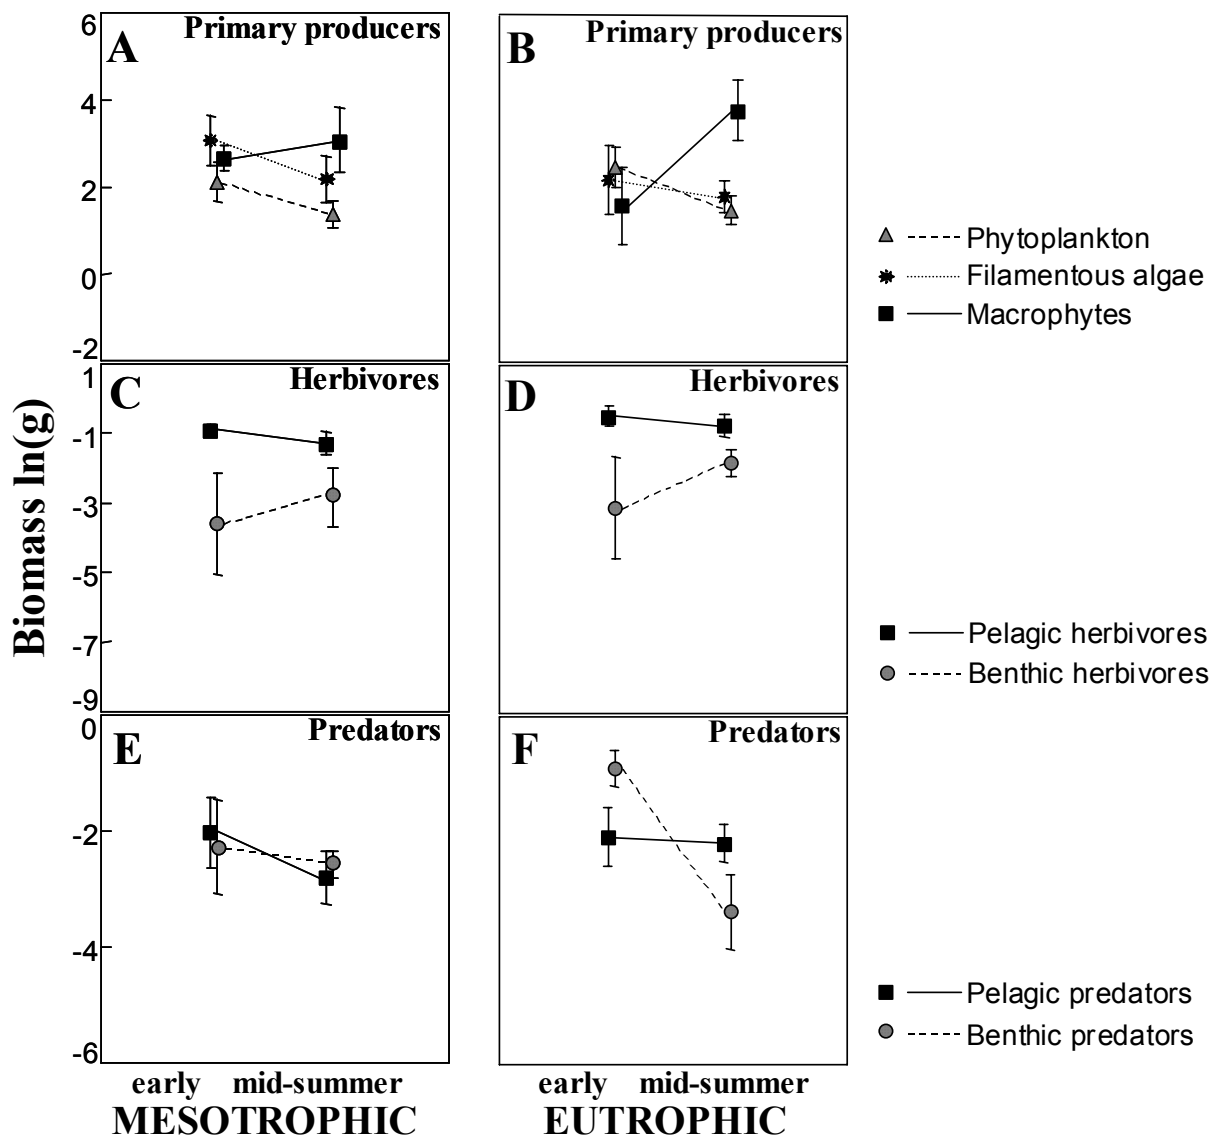 A
Primary producers
B
Primary producers
6
4
2
0
-2
Phytoplankton
Filamentous algae
Macrophytes
C
Herbivores
D
Herbivores
1
-1
-3
-5
-7
-9
Biomass ln(g)
Pelagic herbivores
Benthic herbivores
E
Predators
F
Predators
0
-2
-4
-6
Pelagic predators
Benthic predators
early mid-summer
MESOTROPHIC
early mid-summer
EUTROPHIC